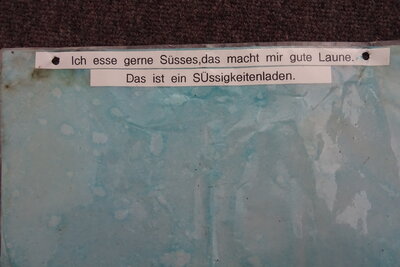 Ich esse gerne Süsses,das macht mir gute Laune.
Das ist ein SÜssigkeitenladen.